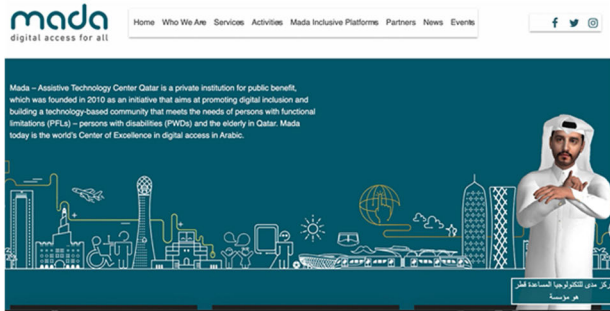 mada
digital access for all
Home Who We Are Services Activities Mada Inclusive Platforms Partners News Events
Mada – Assistive Technology Center Qatar is a private institution for public benefit,
which was founded in 2010 as an initiative that aims at promoting digital inclusion and
building a technology-based community that meets the needs of persons with functional
limitations (PFLs) – persons with disabilities (PWDs) and the elderly in Qatar. Mada
today is the world's Center of Excellence in digital access in Arabic.
مركز مدى للتكنولوجيا المساعدة قطر
هو مؤسسة